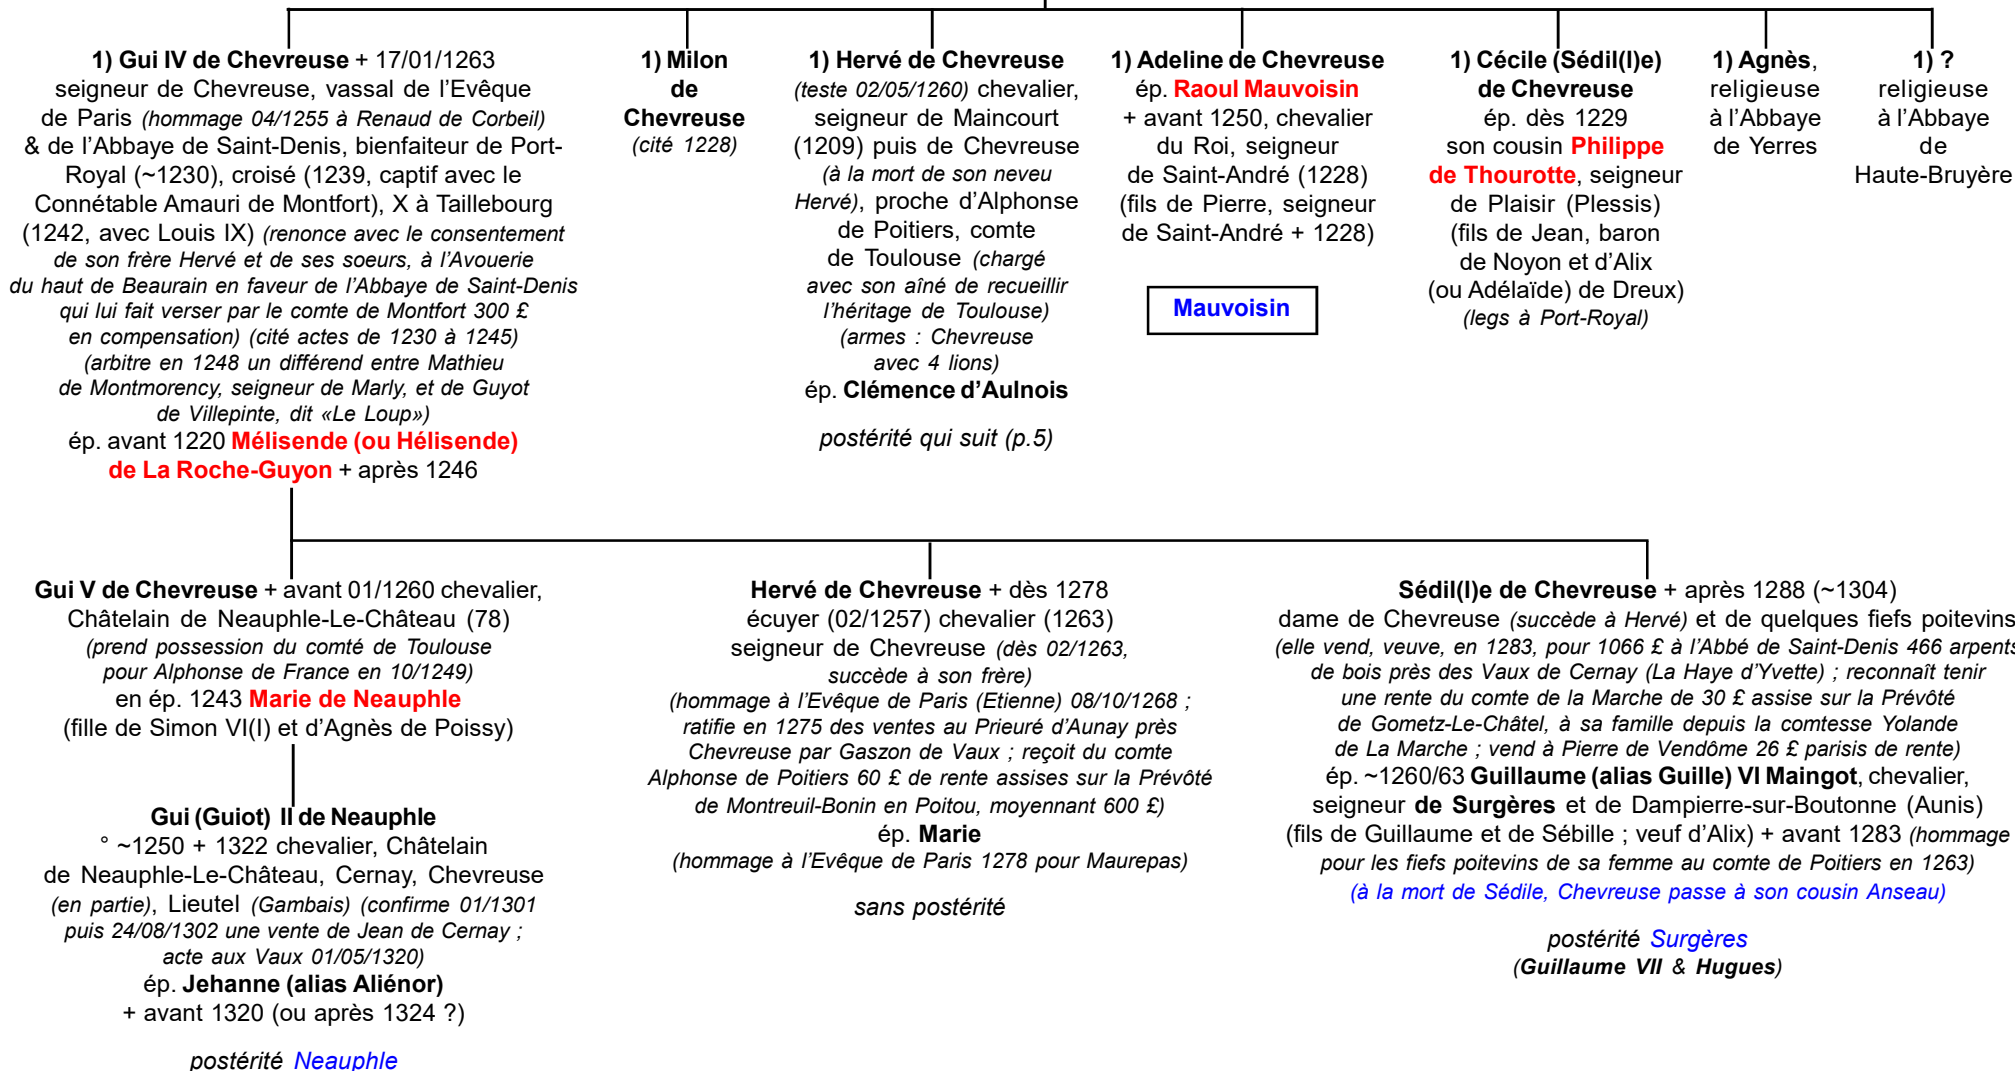 1) Gui IV de Chevreuse + 17/01/1263
seigneur de Chevreuse, vassal de l'Evêque
de Paris (hommage 04/1255 à Renaud de Corbeil)
& de l'Abbaye de Saint-Denis, bienfaiteur de Port-
Royal (~1230), croisé (1239, captif avec le
Connétable Amauri de Montfort), X à Taillebourg
(1242, avec Louis IX) (renonce avec le consentement
de son frère Hervé et de ses soeurs, à l'Avouerie
du haut de Beaurain en faveur de l'Abbaye de Saint-Denis
qui lui fait verser par le comte de Montfort 300 £
en compensation) (cité actes de 1230 à 1245)
(arbitre en 1248 un différend entre Mathieu
de Montmorency, seigneur de Marly, et de Guyot
de Villepinte, dit «Le Loup»)
ép. avant 1220 Mélisende (ou Hélisende)
de La Roche-Guyon + après 1246
1) Milon
de
Chevreuse
(cité 1228)
1) Hervé de Chevreuse
(teste 02/05/1260) chevalier,
seigneur de Maincourt
(1209) puis de Chevreuse
(à la mort de son neveu
Hervé), proche d'Alphonse
de Poitiers, comte
de Toulouse (chargé
avec son aîné de recueillir
l'héritage de Toulouse)
(armes : Chevreuse
avec 4 lions)
ép. Clémence d'Aulnois
postérité qui suit (p.5)
1) Adeline de Chevreuse
ép. Raoul Mauvoisin
+ avant 1250, chevalier
du Roi, seigneur
de Saint-André (1228)
(fils de Pierre, seigneur
de Saint-André + 1228)
Mauvoisin
1) Cécile (Sédil(l)e)
de Chevreuse
ép. dès 1229
son cousin Philippe
de Thourotte, seigneur
de Plaisir (Plessis)
(fils de Jean, baron
de Noyon et d'Alix
(ou Adélaïde) de Dreux)
(legs à Port-Royal)
1) Agnès,
religieuse
à l'Abbaye
de Yerres
1) ?
religieuse
à l'Abbaye
de
Haute-Bruyère
Gui V de Chevreuse + avant 01/1260 chevalier,
Châtelain de Neauphle-Le-Château (78)
(prend possession du comté de Toulouse
pour Alphonse de France en 10/1249)
en ép. 1243 Marie de Neauphle
(fille de Simon VI(I) et d'Agnès de Poissy)
Gui (Guiot) II de Neauphle
° ~1250 + 1322 chevalier, Châtelain
de Neauphle-Le-Château, Cernay, Chevreuse
(en partie), Lieutel (Gambais) (confirme 01/1301
puis 24/08/1302 une vente de Jean de Cernay ;
acte aux Vaux 01/05/1320)
ép. Jehanne (alias Aliénor)
+ avant 1320 (ou après 1324 ?)
postérité Neauphle
Hervé de Chevreuse + dès 1278
écuyer (02/1257) chevalier (1263)
seigneur de Chevreuse (dès 02/1263,
succède à son frère)
(hommage à l'Evêque de Paris (Etienne) 08/10/1268 ;
ratifie en 1275 des ventes au Prieuré d'Aunay près
Chevreuse par Gaszon de Vaux ; reçoit du comte
Alphonse de Poitiers 60 £ de rente assises sur la Prévôté
de Montreuil-Bonin en Poitou, moyennant 600 £)
ép. Marie
(hommage à l'Evêque de Paris 1278 pour Maurepas)
sans postérité
Sédil(l)e de Chevreuse + après 1288 (~1304)
dame de Chevreuse (succède à Hervé) et de quelques fiefs poitevins
(elle vend, veuve, en 1283, pour 1066 £ à l'Abbé de Saint-Denis 466 arpents
de bois près des Vaux de Cernay (La Haye d'Yvette) ; reconnaît tenir
une rente du comte de la Marche de 30 £ assise sur la Prévôté
de Gometz-Le-Châtel, à sa famille depuis la comtesse Yolande
de La Marche ; vend à Pierre de Vendôme 26 £ parisis de rente)
ép. ~1260/63 Guillaume (alias Guille) VI Maingot, chevalier,
seigneur de Surgères et de Dampierre-sur-Boutonne (Aunis)
(fils de Guillaume et de Sébille ; veuf d'Alix) + avant 1283 (hommage
pour les fiefs poitevins de sa femme au comte de Poitiers en 1263)
(à la mort de Sédile, Chevreuse passe à son cousin Anseau)
postérité Surgères
(Guillaume VII & Hugues)